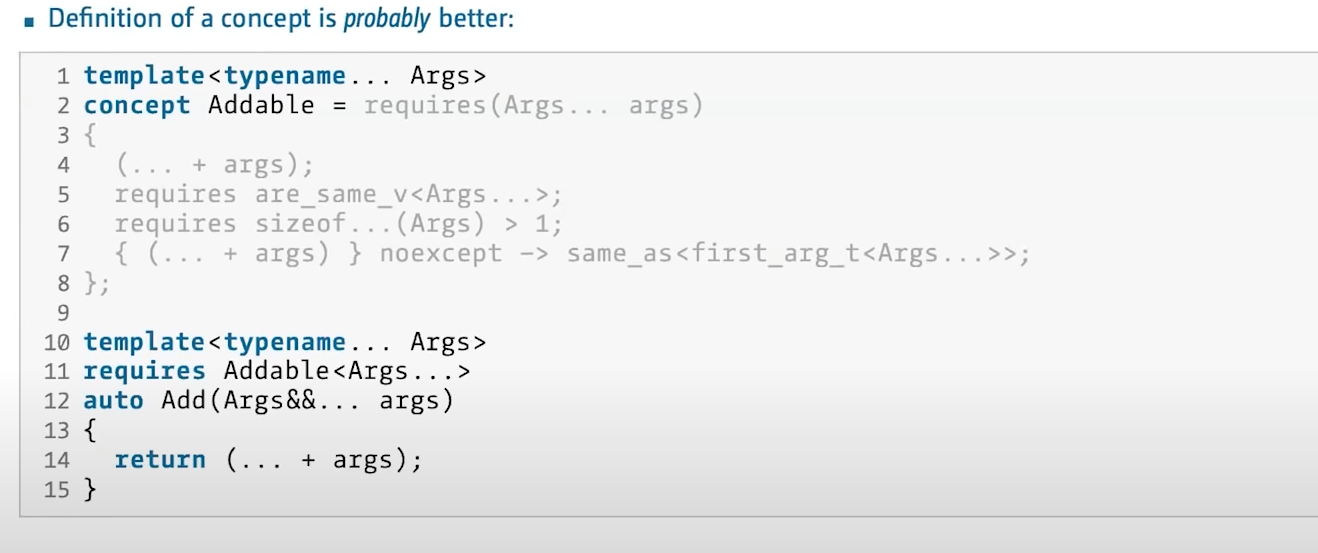 ▪ Definition of a concept is probably better:
1 template<typename... Args>
2 concept Addable = requires(Args... args)
3 {
4   (... + args);
5   requires are_same_v<Args...>;
6   requires sizeof...(Args) > 1;
7   { (... + args) } noexcept -> same_as<first_arg_t<Args...>>;
8 };
9
10 template<typename... Args>
11 requires Addable<Args...>
12 auto Add(Args&&... args)
13 {
14   return (... + args);
15 }